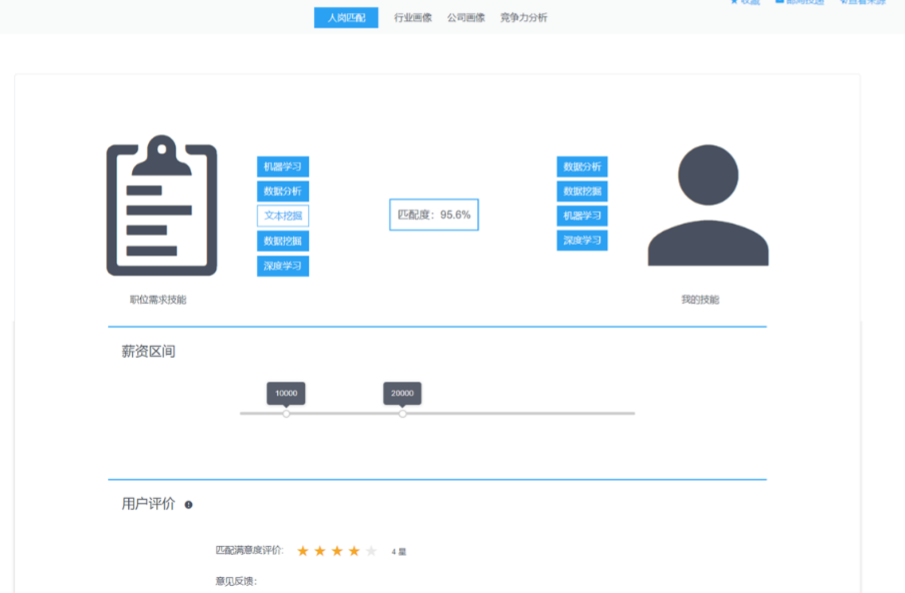 人岗匹配 行业画像 公司画像 竞争力分析
机器学习
数据分析
文本挖掘
数据挖掘
深度学习
匹配度：95.6%
数据分析
数据挖掘
机器学习
深度学习
职位需求技能
我的技能
薪资区间
10000
20000
用户评价
匹配满意度评价:
4 星
意见反馈: